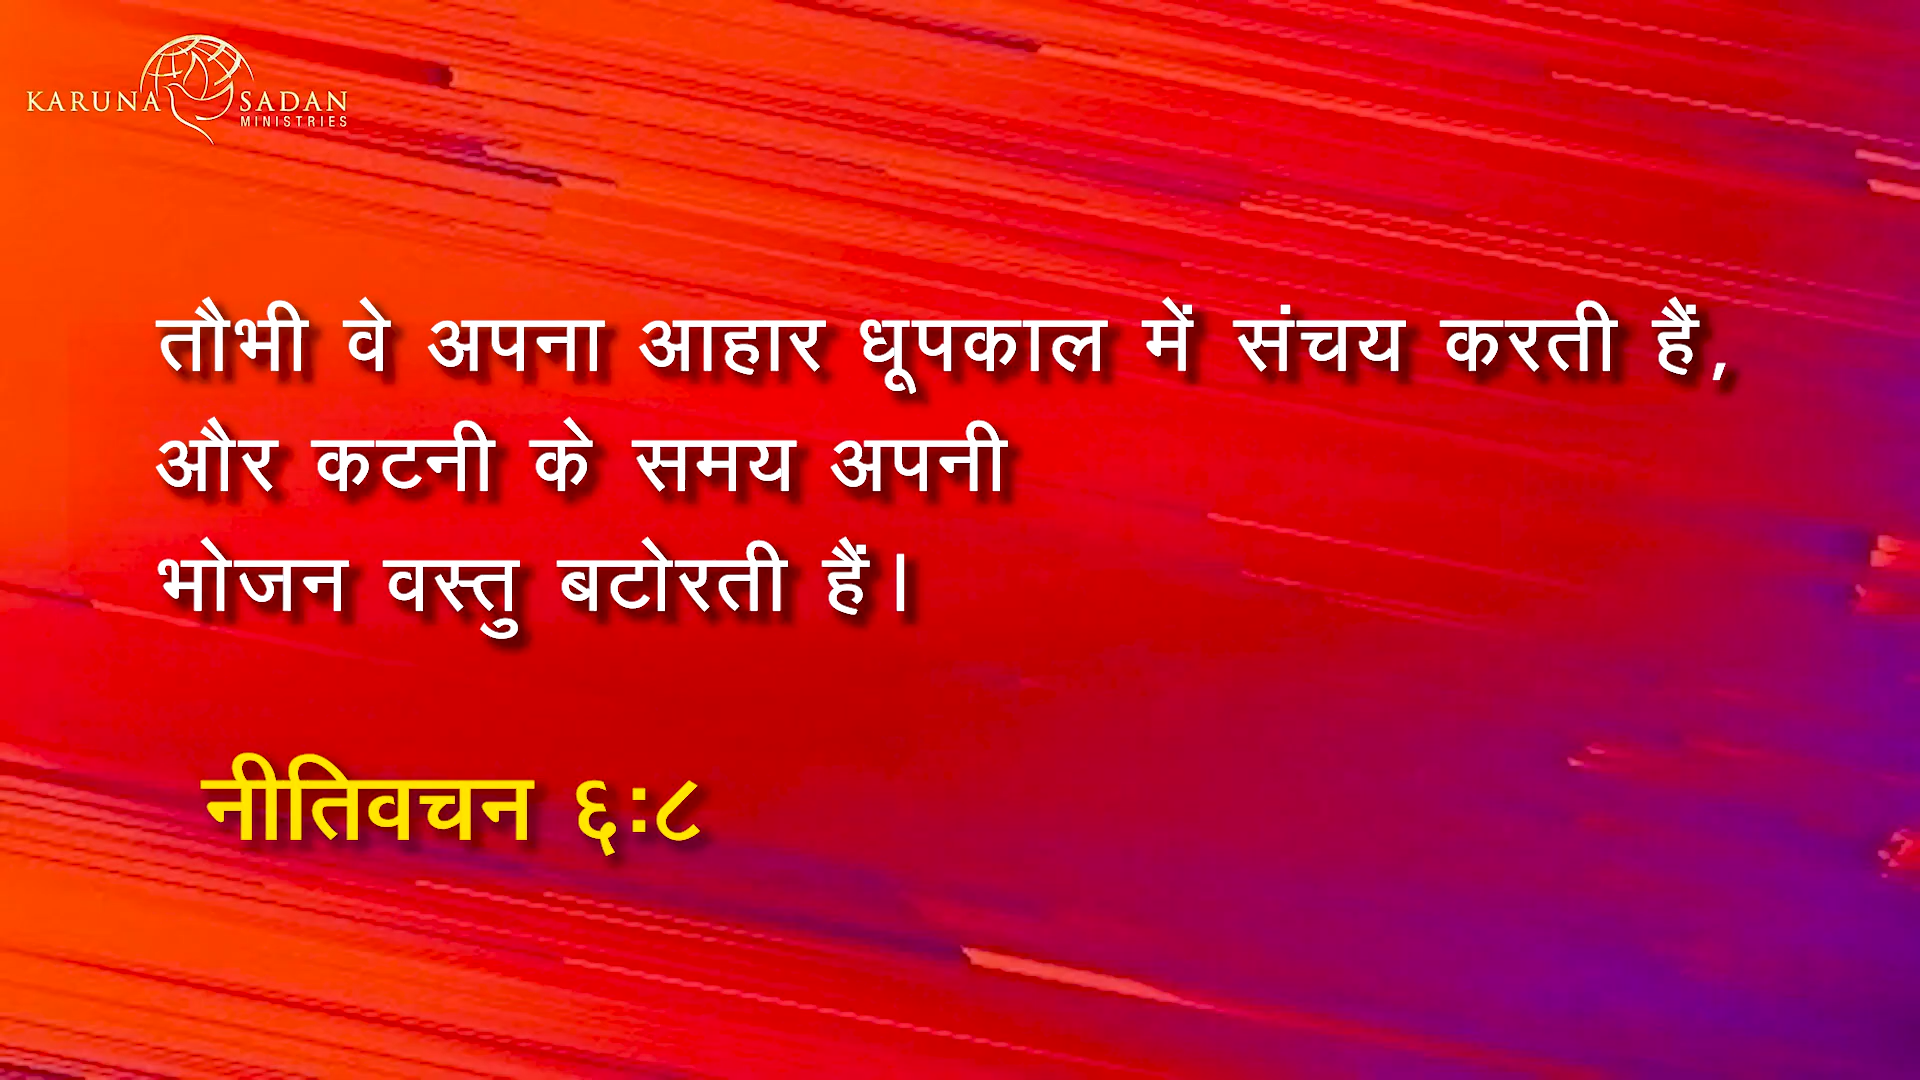 KARUNA SADAN
MINISTRIES
तौभी वे अपना आहार धूपकाल में संचय करती हैं,
और कटनी के समय अपनी
भोजन वस्तु बटोरती हैं।
नीतिवचन ६:८